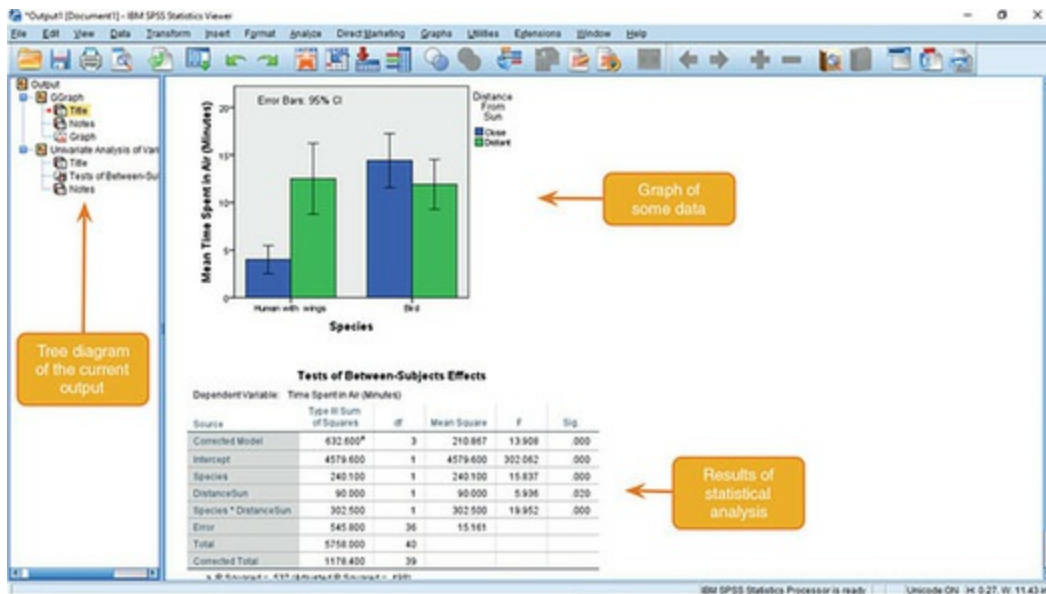 *Output1 [Document1] - IBM SPSS Statistics Viewer
File Edit View Data Transform Insert Format Analyze Direct Marketing Graphs Utilities Extensions Window Help
Output
GGraph
Title
Notes
Graph
Univariate Analysis of Vari
Title
Tests of Between-Su
Notes
Tree diagram
of the current
output
Error Bars: 95% CI
Mean Time Spent in Air (Minutes)
20
15
10
5
0
Human with wings
Bird
Species
Distance
From
Sun
Close
Distant
Graph of
some data
Tests of Between-Subjects Effects
Dependent Variable: Time Spent in Air (Minutes)
Source Type III Sum of Squares df Mean Square F Sig.
Corrected Model 632.600a 3 210.867 13.908 .000
Intercept 4579.600 1 4579.600 302.062 .000
Species 240.100 1 240.100 15.837 .000
DistanceSun 90.000 1 90.000 5.936 .020
Species * DistanceSun 302.500 1 302.500 19.952 .000
Error 545.800 36 15.161
Total 5758.000 40
Corrected Total 1178.400 39
Results of
statistical
analysis
IBM SPSS Statistics Processor is ready
Unicode:ON H: 0.27, W: 11.43 in